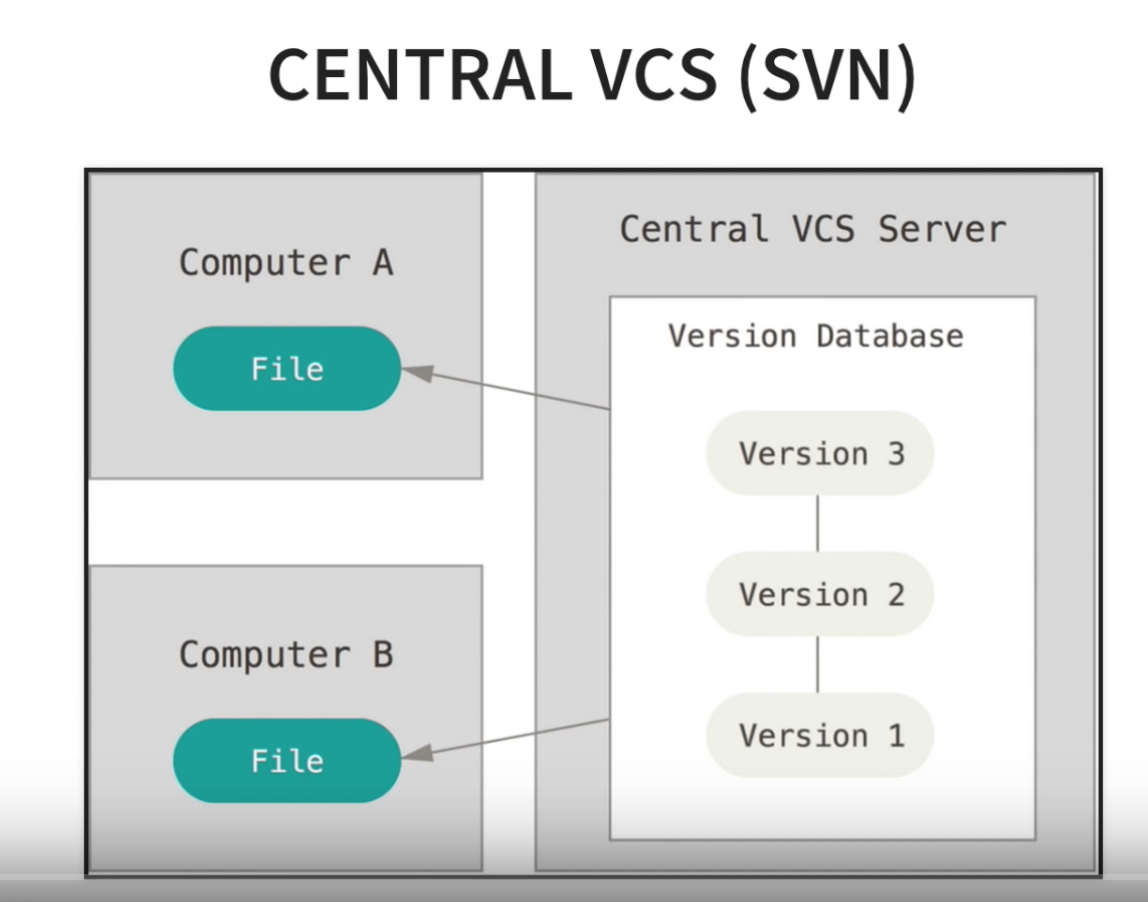 CENTRAL VCS (SVN)
Computer A
File
Computer B
File
Central VCS Server
Version Database
Version 3
Version 2
Version 1